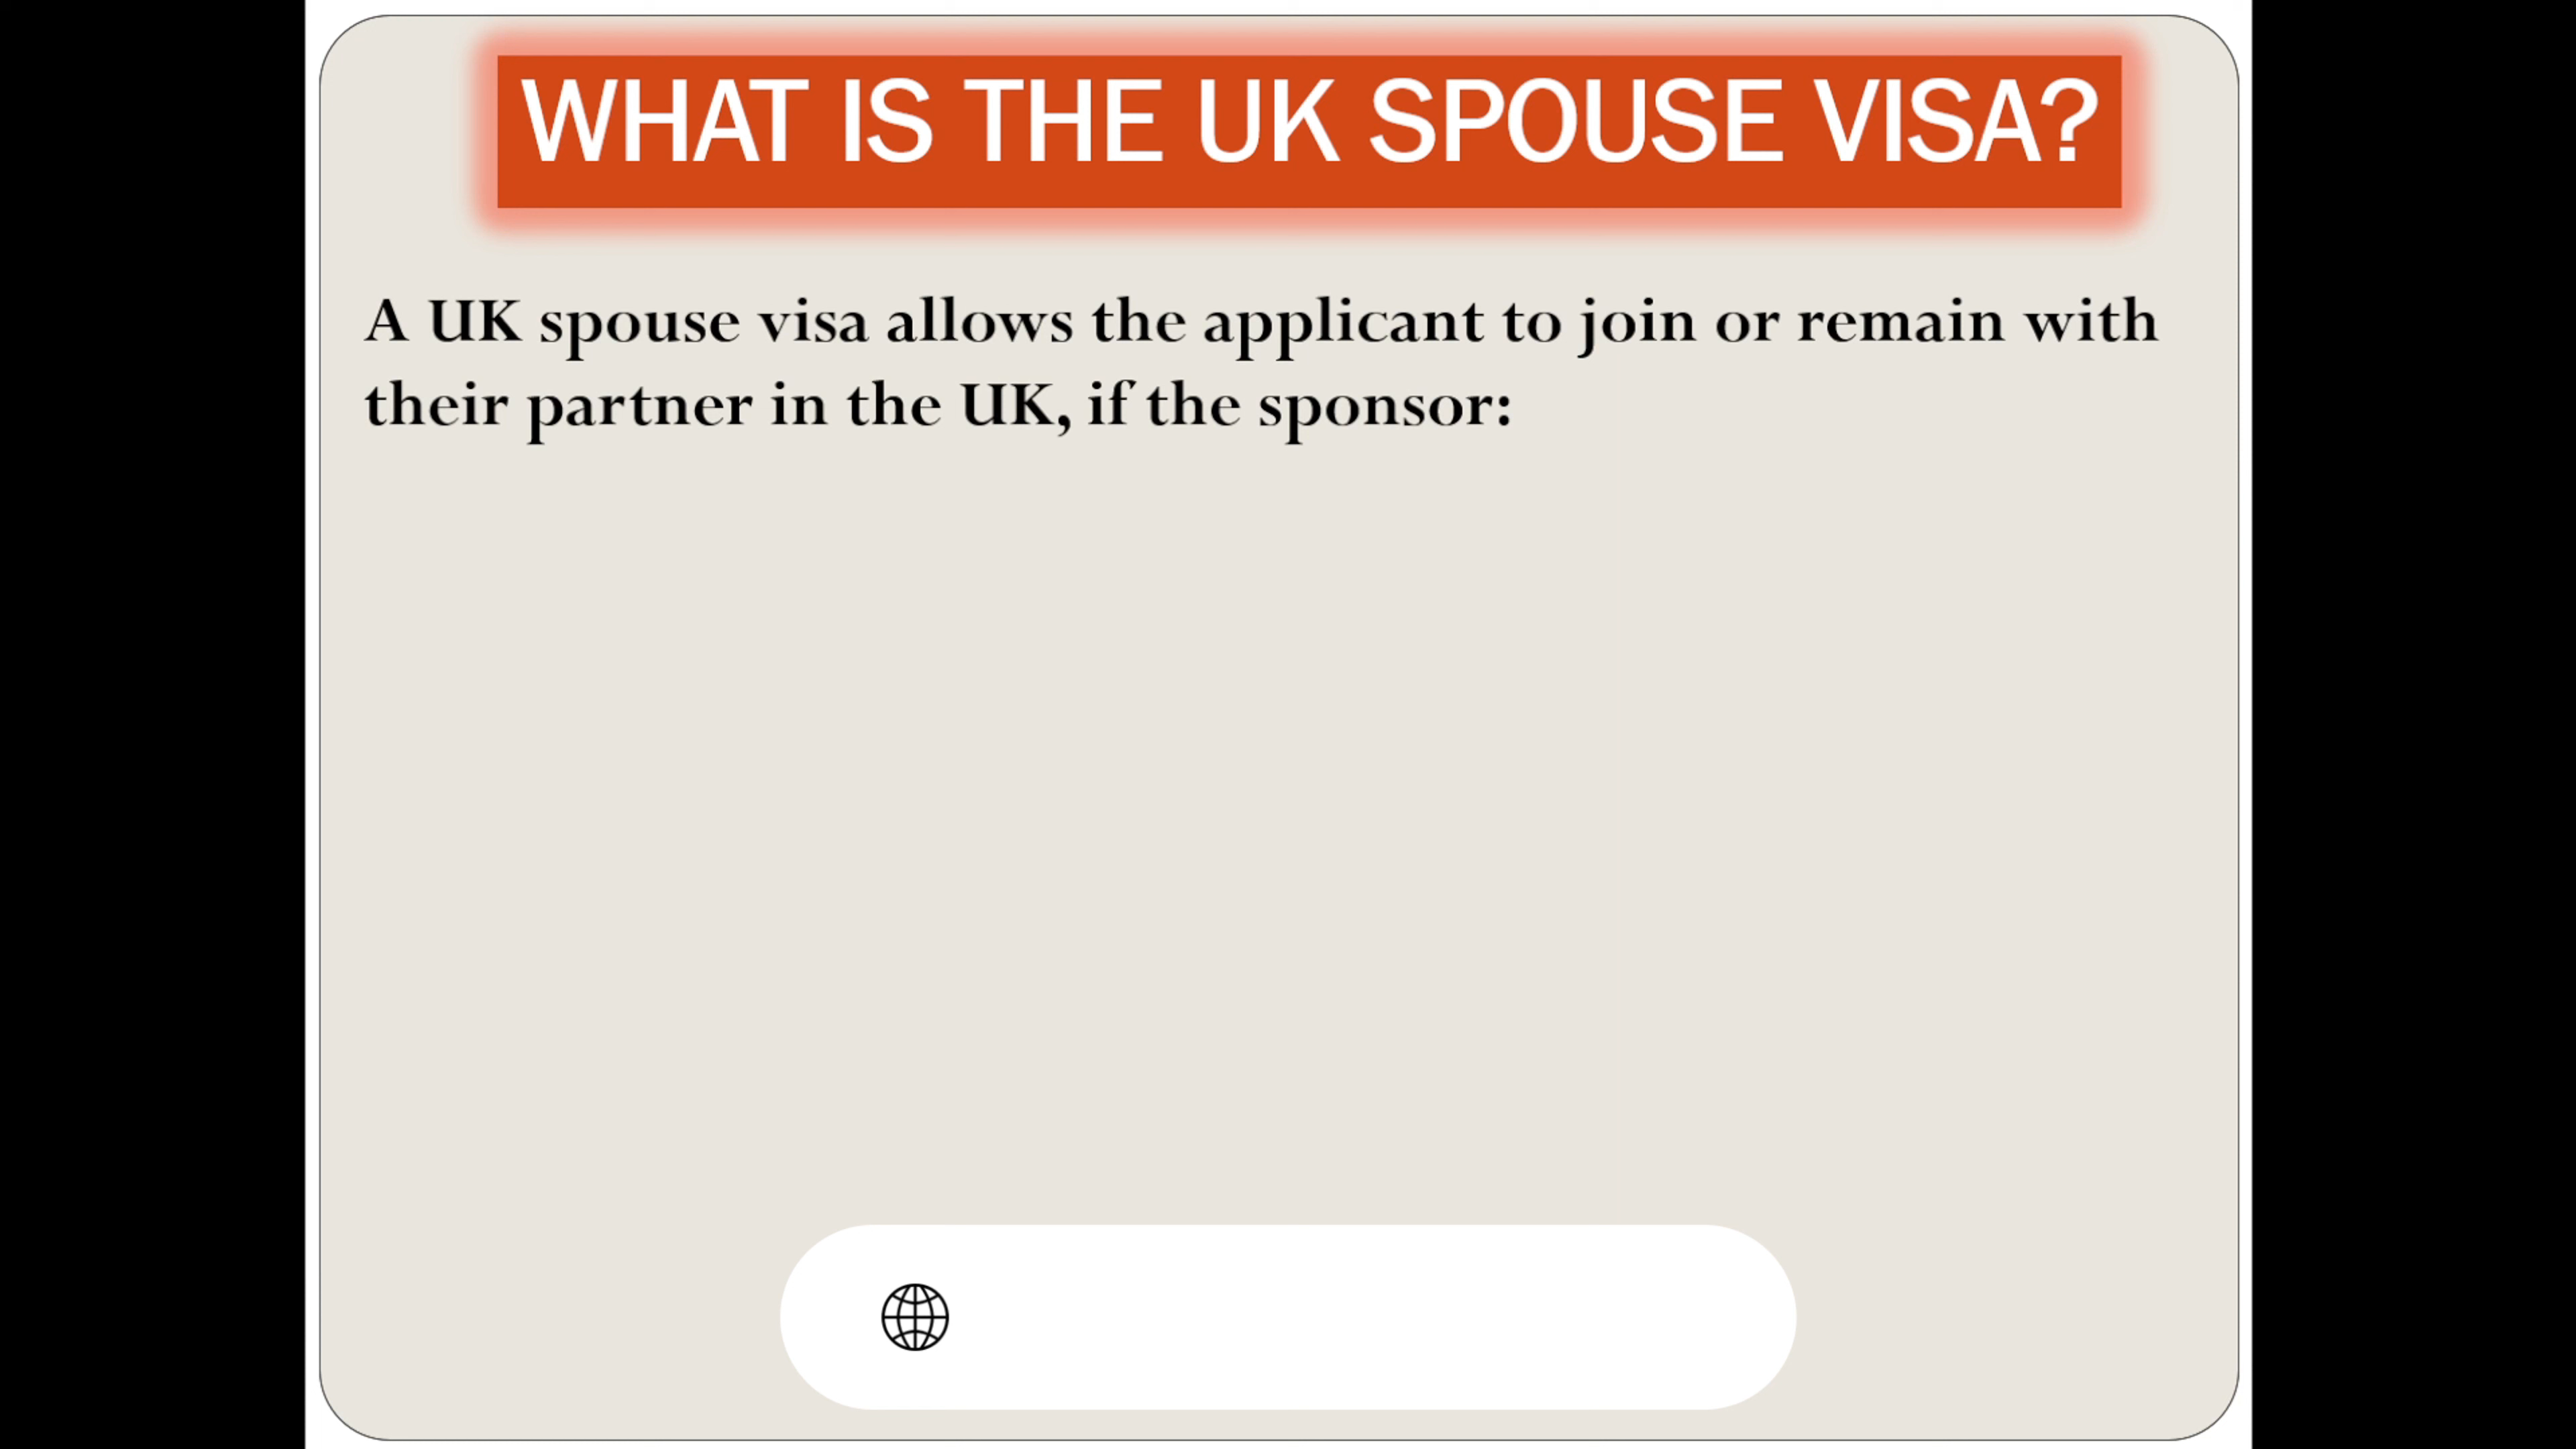 WHAT IS THE UK SPOUSE VISA?
A UK spouse visa allows the applicant to join or remain with
their partner in the UK, if the sponsor: